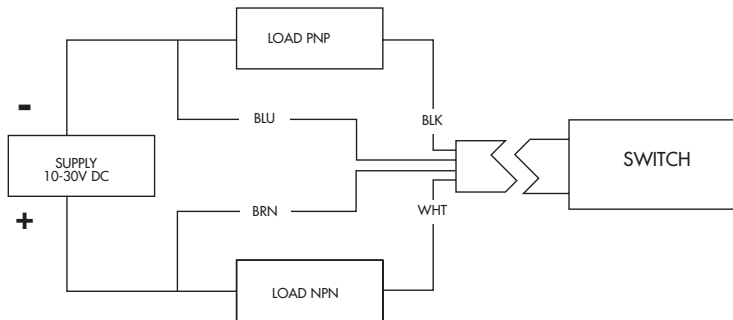 LOAD PNP
-
BLU
BLK
SUPPLY
10-30V DC
SWITCH
+
BRN
WHT
LOAD NPN